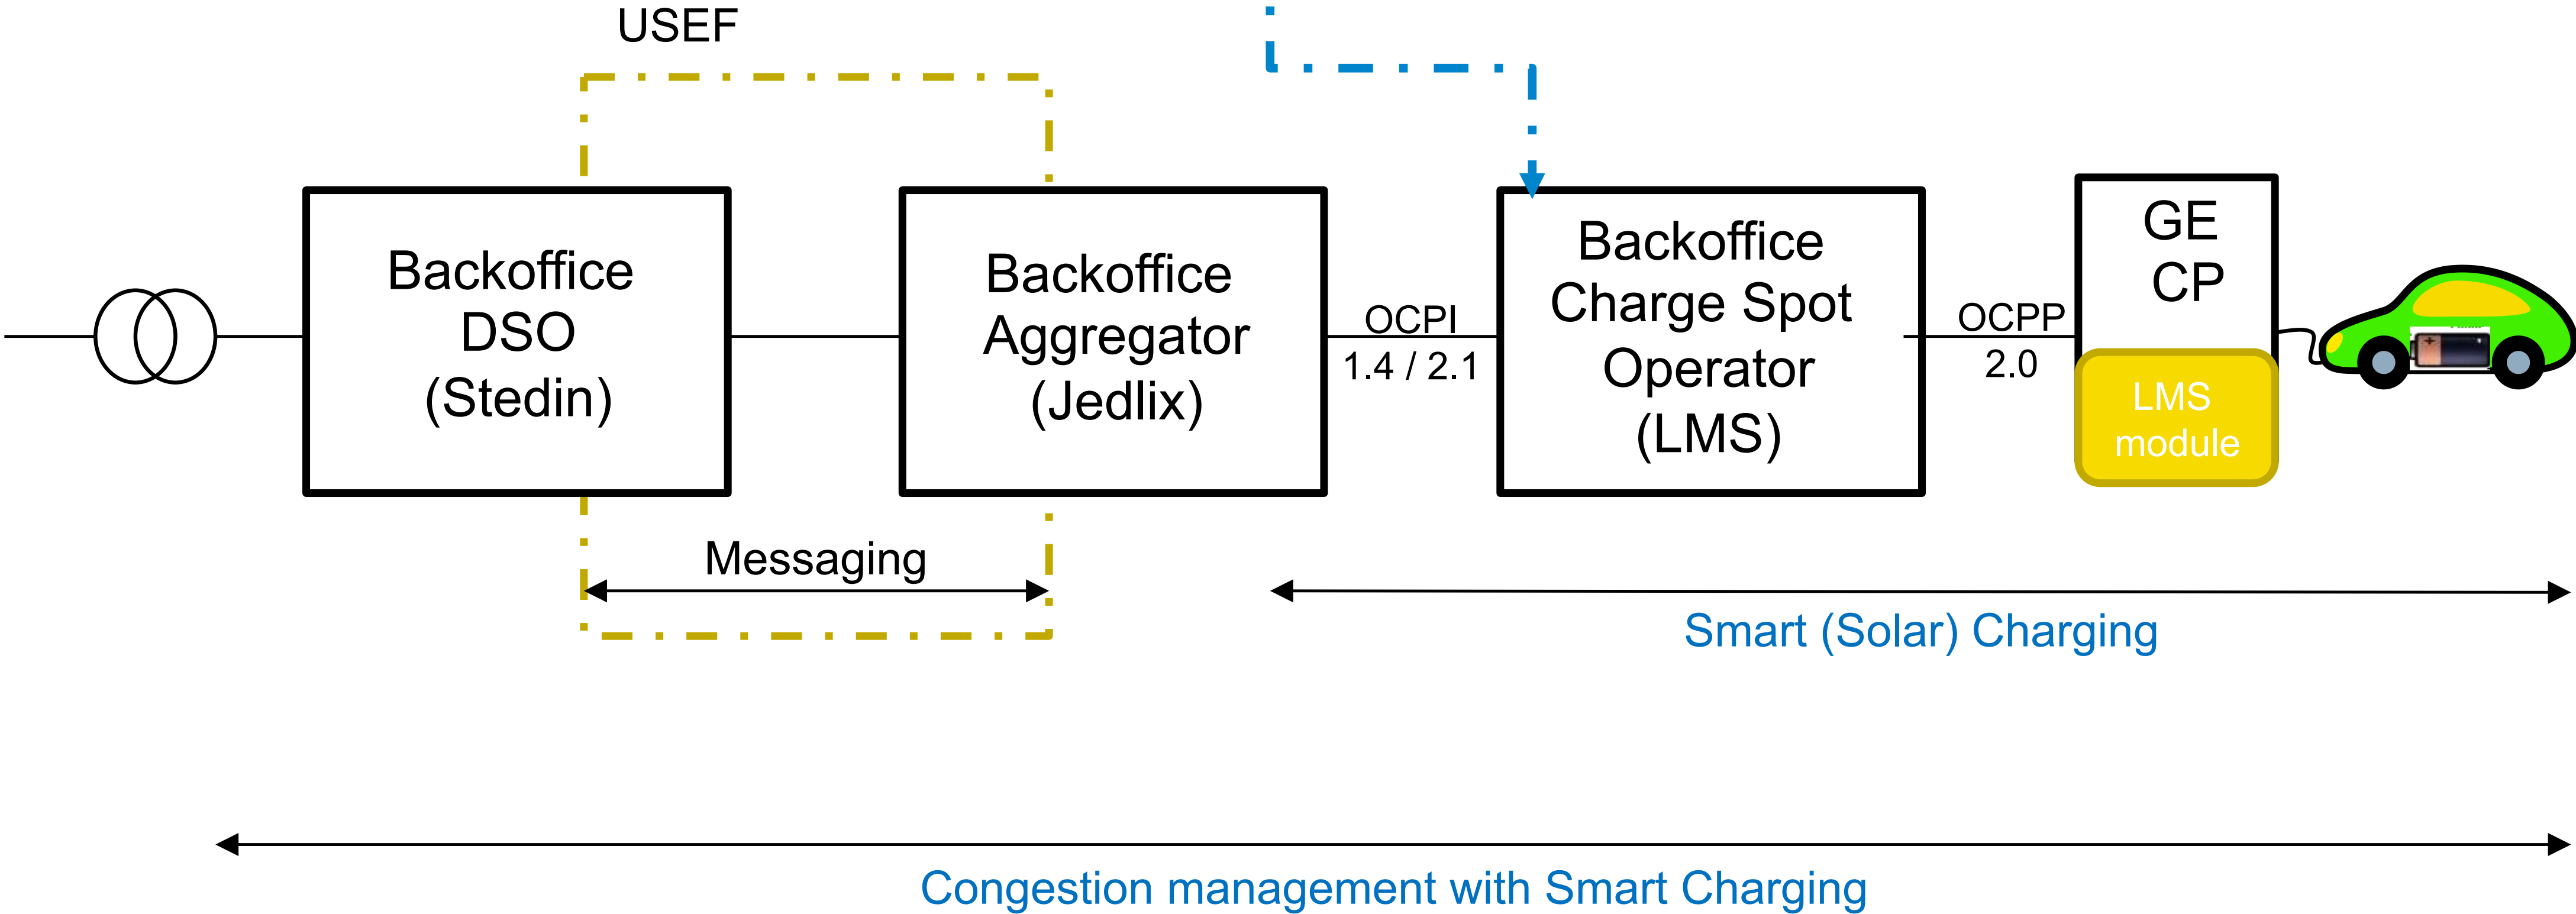 USEF
Backoffice
DSO
(Stedin)
Backoffice
Aggregator
(Jedlix)
OCPI
1.4 / 2.1
Backoffice
Charge Spot
Operator
(LMS)
OCPP
2.0
GE
CP
LMS
module
Messaging
Smart (Solar) Charging
Congestion management with Smart Charging